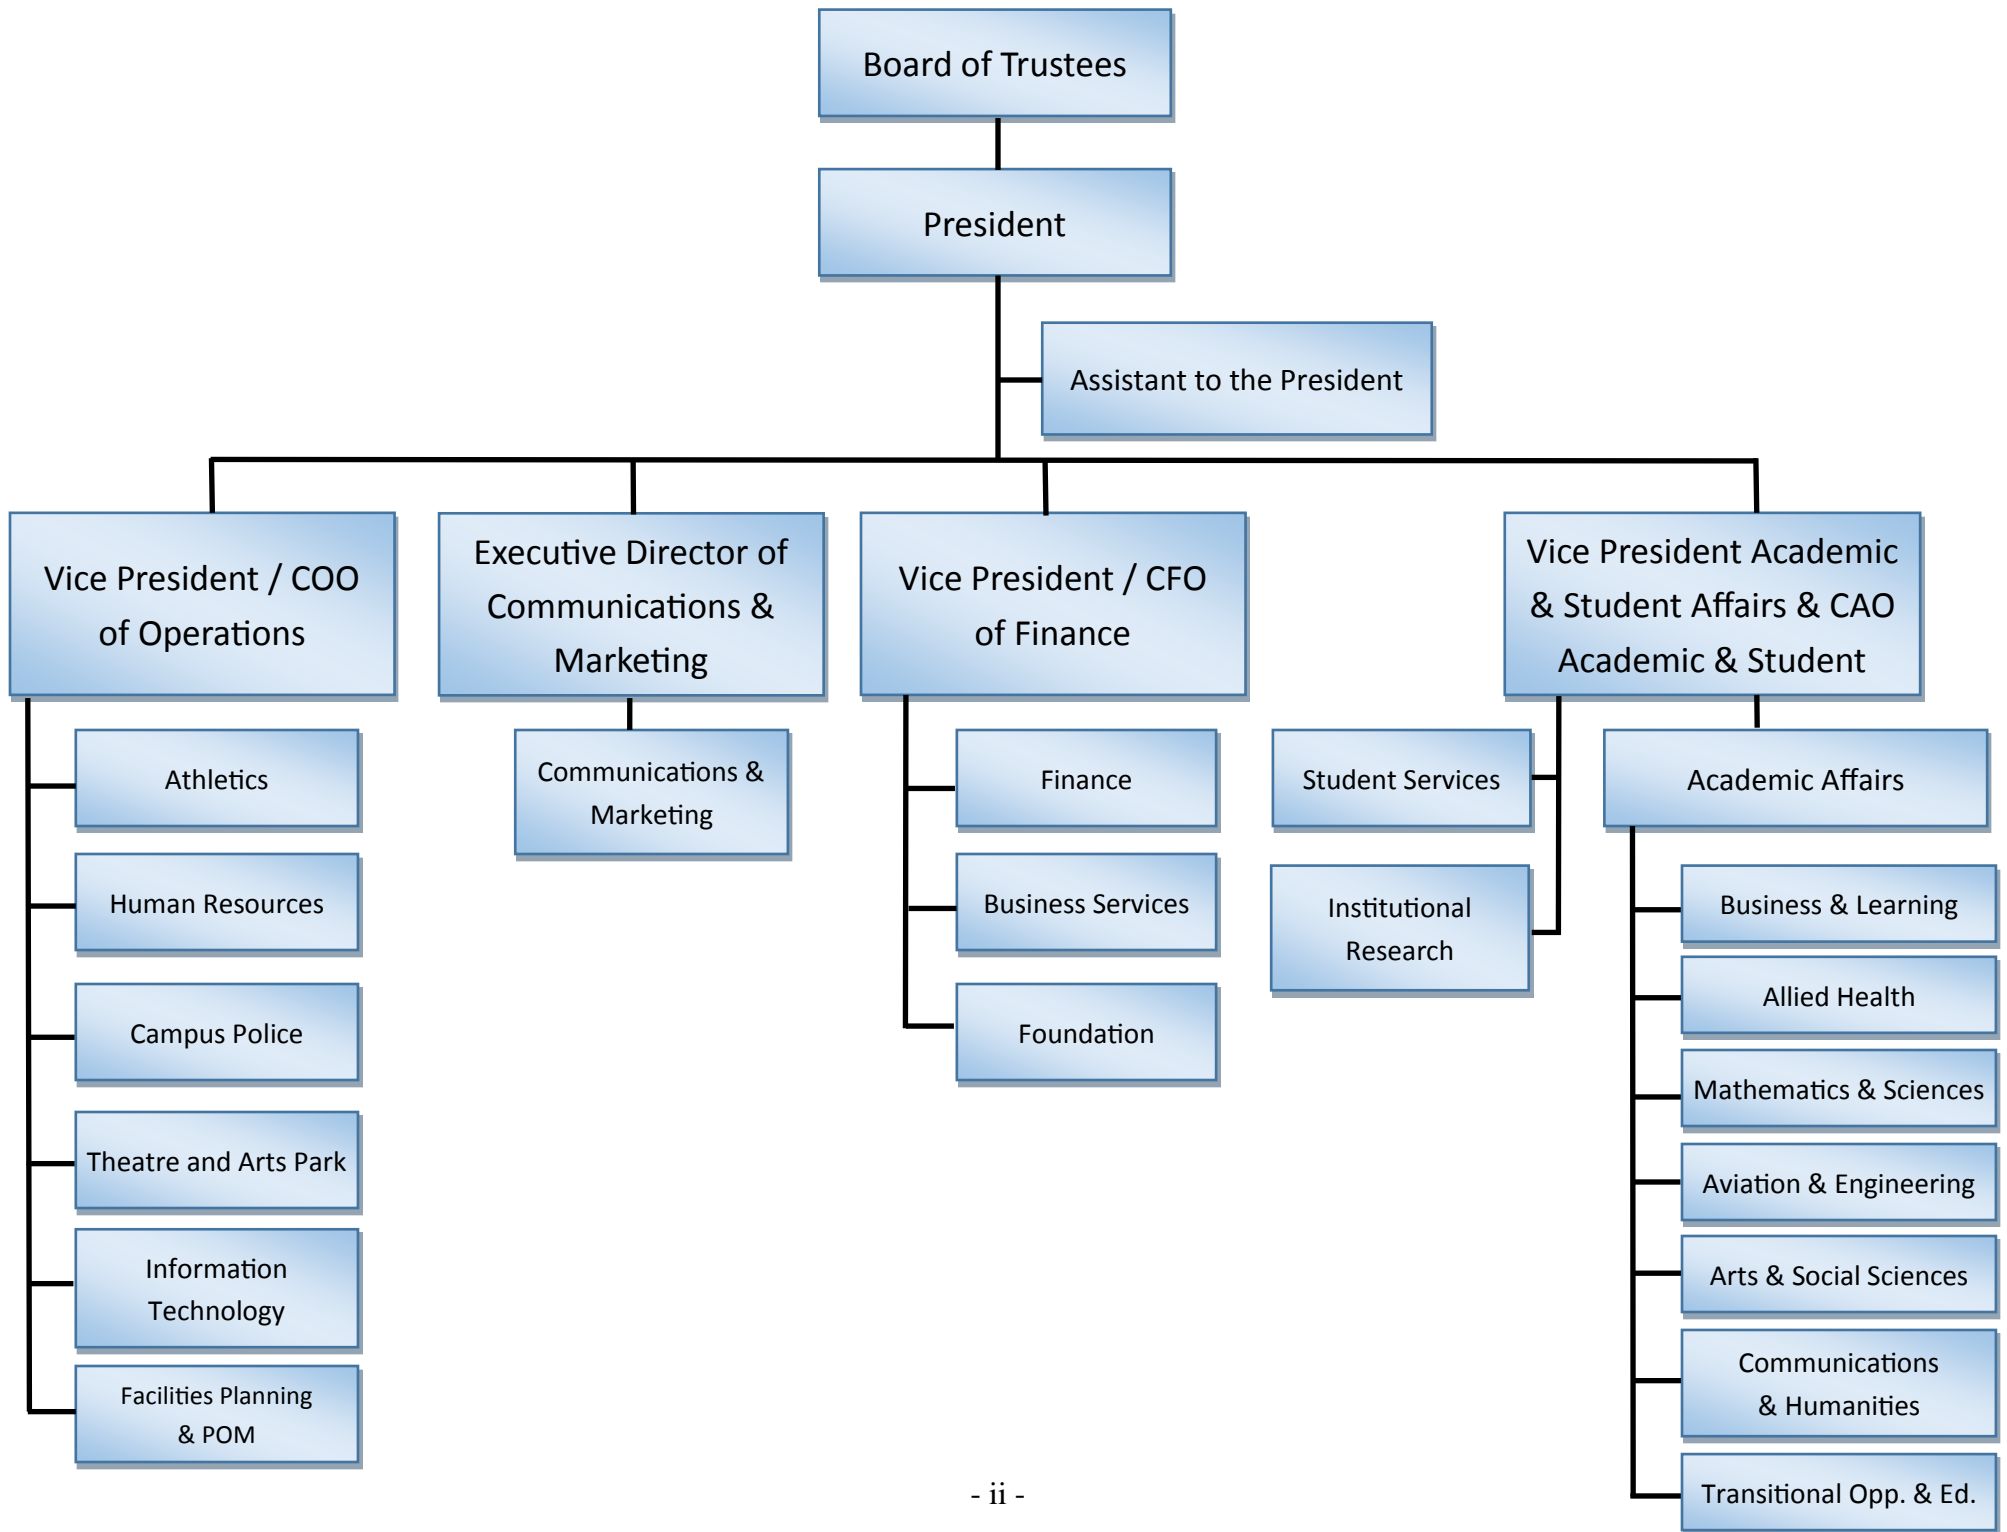 Board of Trustees
President
Assistant to the President
Vice President / COO
of Operations
Executive Director of
Communications &
Marketing
Vice President / CFO
of Finance
Vice President Academic
& Student Affairs & CAO
Academic & Student
Athletics
Human Resources
Campus Police
Theatre and Arts Park
Information
Technology
Facilities Planning
& POM
Communications &
Marketing
Finance
Business Services
Foundation
Student Services
Institutional
Research
Academic Affairs
Business & Learning
Allied Health
Mathematics & Sciences
Aviation & Engineering
Arts & Social Sciences
Communications
& Humanities
Transitional Opp. & Ed.
- ii -